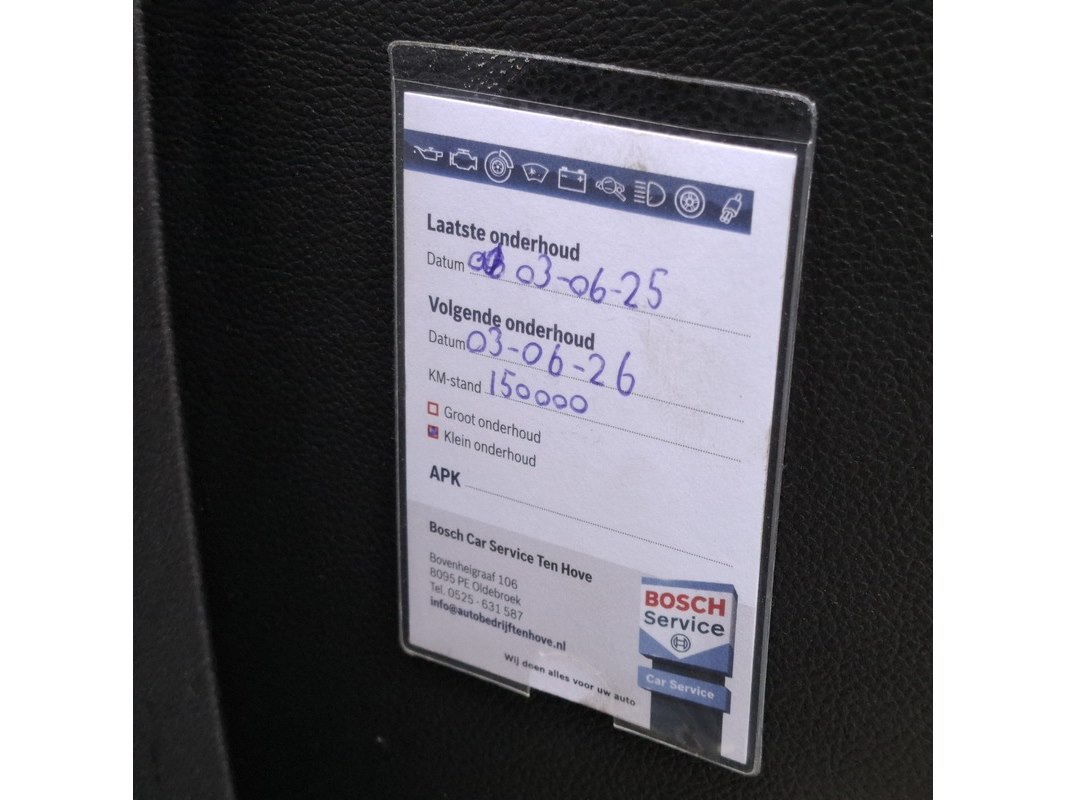 Laatste onderhoud
Datum 03-06-25
Volgende onderhoud
Datum 03-06-26
KM-stand 150000
Groot onderhoud
Klein onderhoud
APK
Bosch Car Service Ten Hove
Bovenheigraaf 106
8095 PE Oldebroek
Tel. 0525 - 631 587
info@autobedrijftenhove.nl
Wij doen alles voor uw auto
BOSCH
Service
Car Service